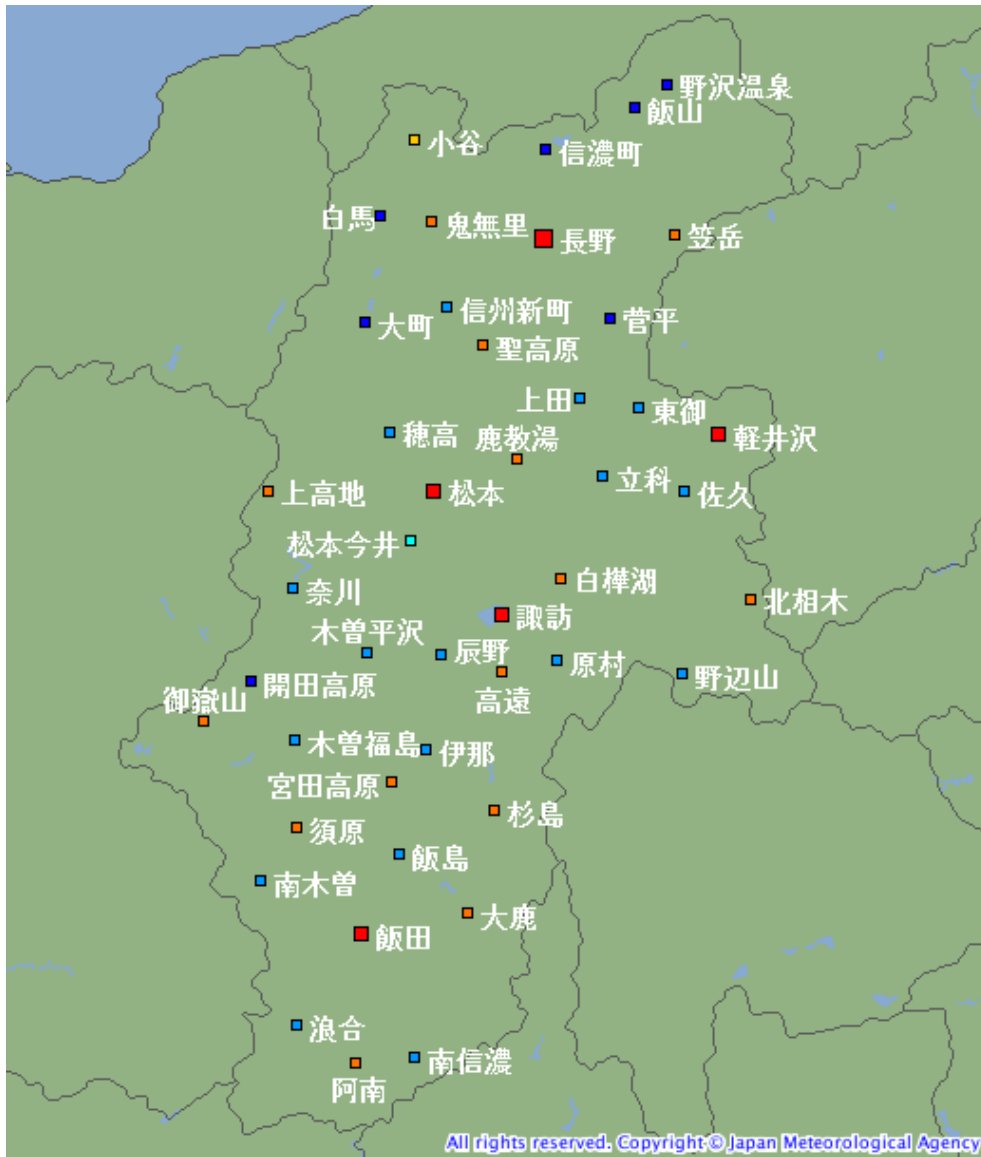 野沢温泉
飯山
小谷
信濃町
白馬
鬼無里
長野
笠岳
信州新町
大町
菅平
聖高原
上田
東御
穂高
鹿教湯
軽井沢
立科
上高地
松本
佐久
松本今井
白樺湖
奈川
北相木
諏訪
木曽平沢
辰野
原村
野辺山
開田高原
高遠
御嶽山
木曽福島
伊那
宮田高原
杉島
須原
飯島
南木曽
大鹿
飯田
浪合
南信濃
阿南
All rights reserved. Copyright © Japan Meteorological Agency